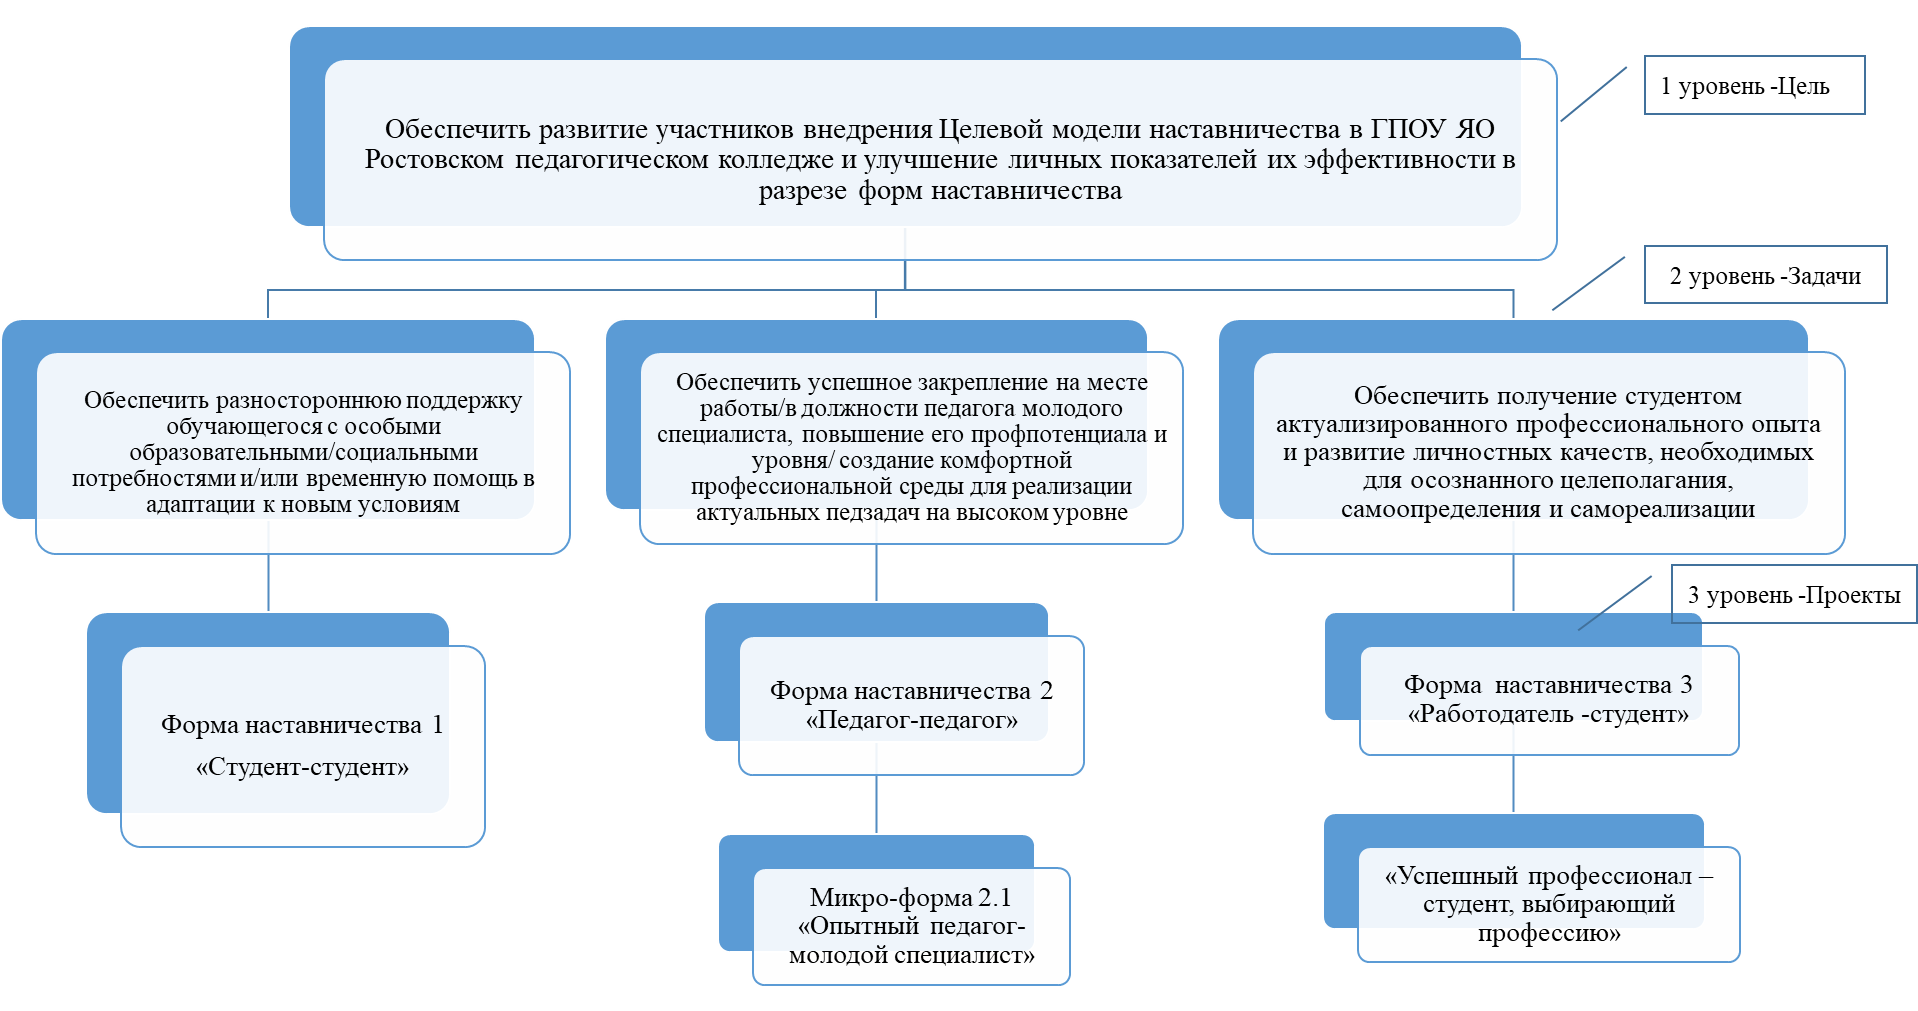 1 уровень -Цель
Обеспечить развитие участников внедрения Целевой модели наставничества в ГПОУ ЯО
Ростовском педагогическом колледже и улучшение личных показателей их эффективности в
разрезе форм наставничества
2 уровень -Задачи
Обеспечить разностороннюю поддержку
обучающегося с особыми
образовательными/социальными
потребностями и/или временную помощь в
адаптации к новым условиям
Обеспечить успешное закрепление на месте
работы/в должности педагога молодого
специалиста, повышение его профпотенциала и
уровня/ создание комфортной
профессиональной среды для реализации
актуальных педзадач на высоком уровне
Обеспечить получение студентом
актуализированного профессионального опыта
и развитие личностных качеств, необходимых
для осознанного целеполагания,
самоопределения и самореализации
3 уровень -Проекты
Форма наставничества 1
«Студент-студент»
Форма наставничества 2
«Педагог-педагог»
Форма наставничества 3
«Работодатель -студент»
Микро-форма 2.1
«Опытный педагог-
молодой специалист»
«Успешный профессионал –
студент, выбирающий
профессию»